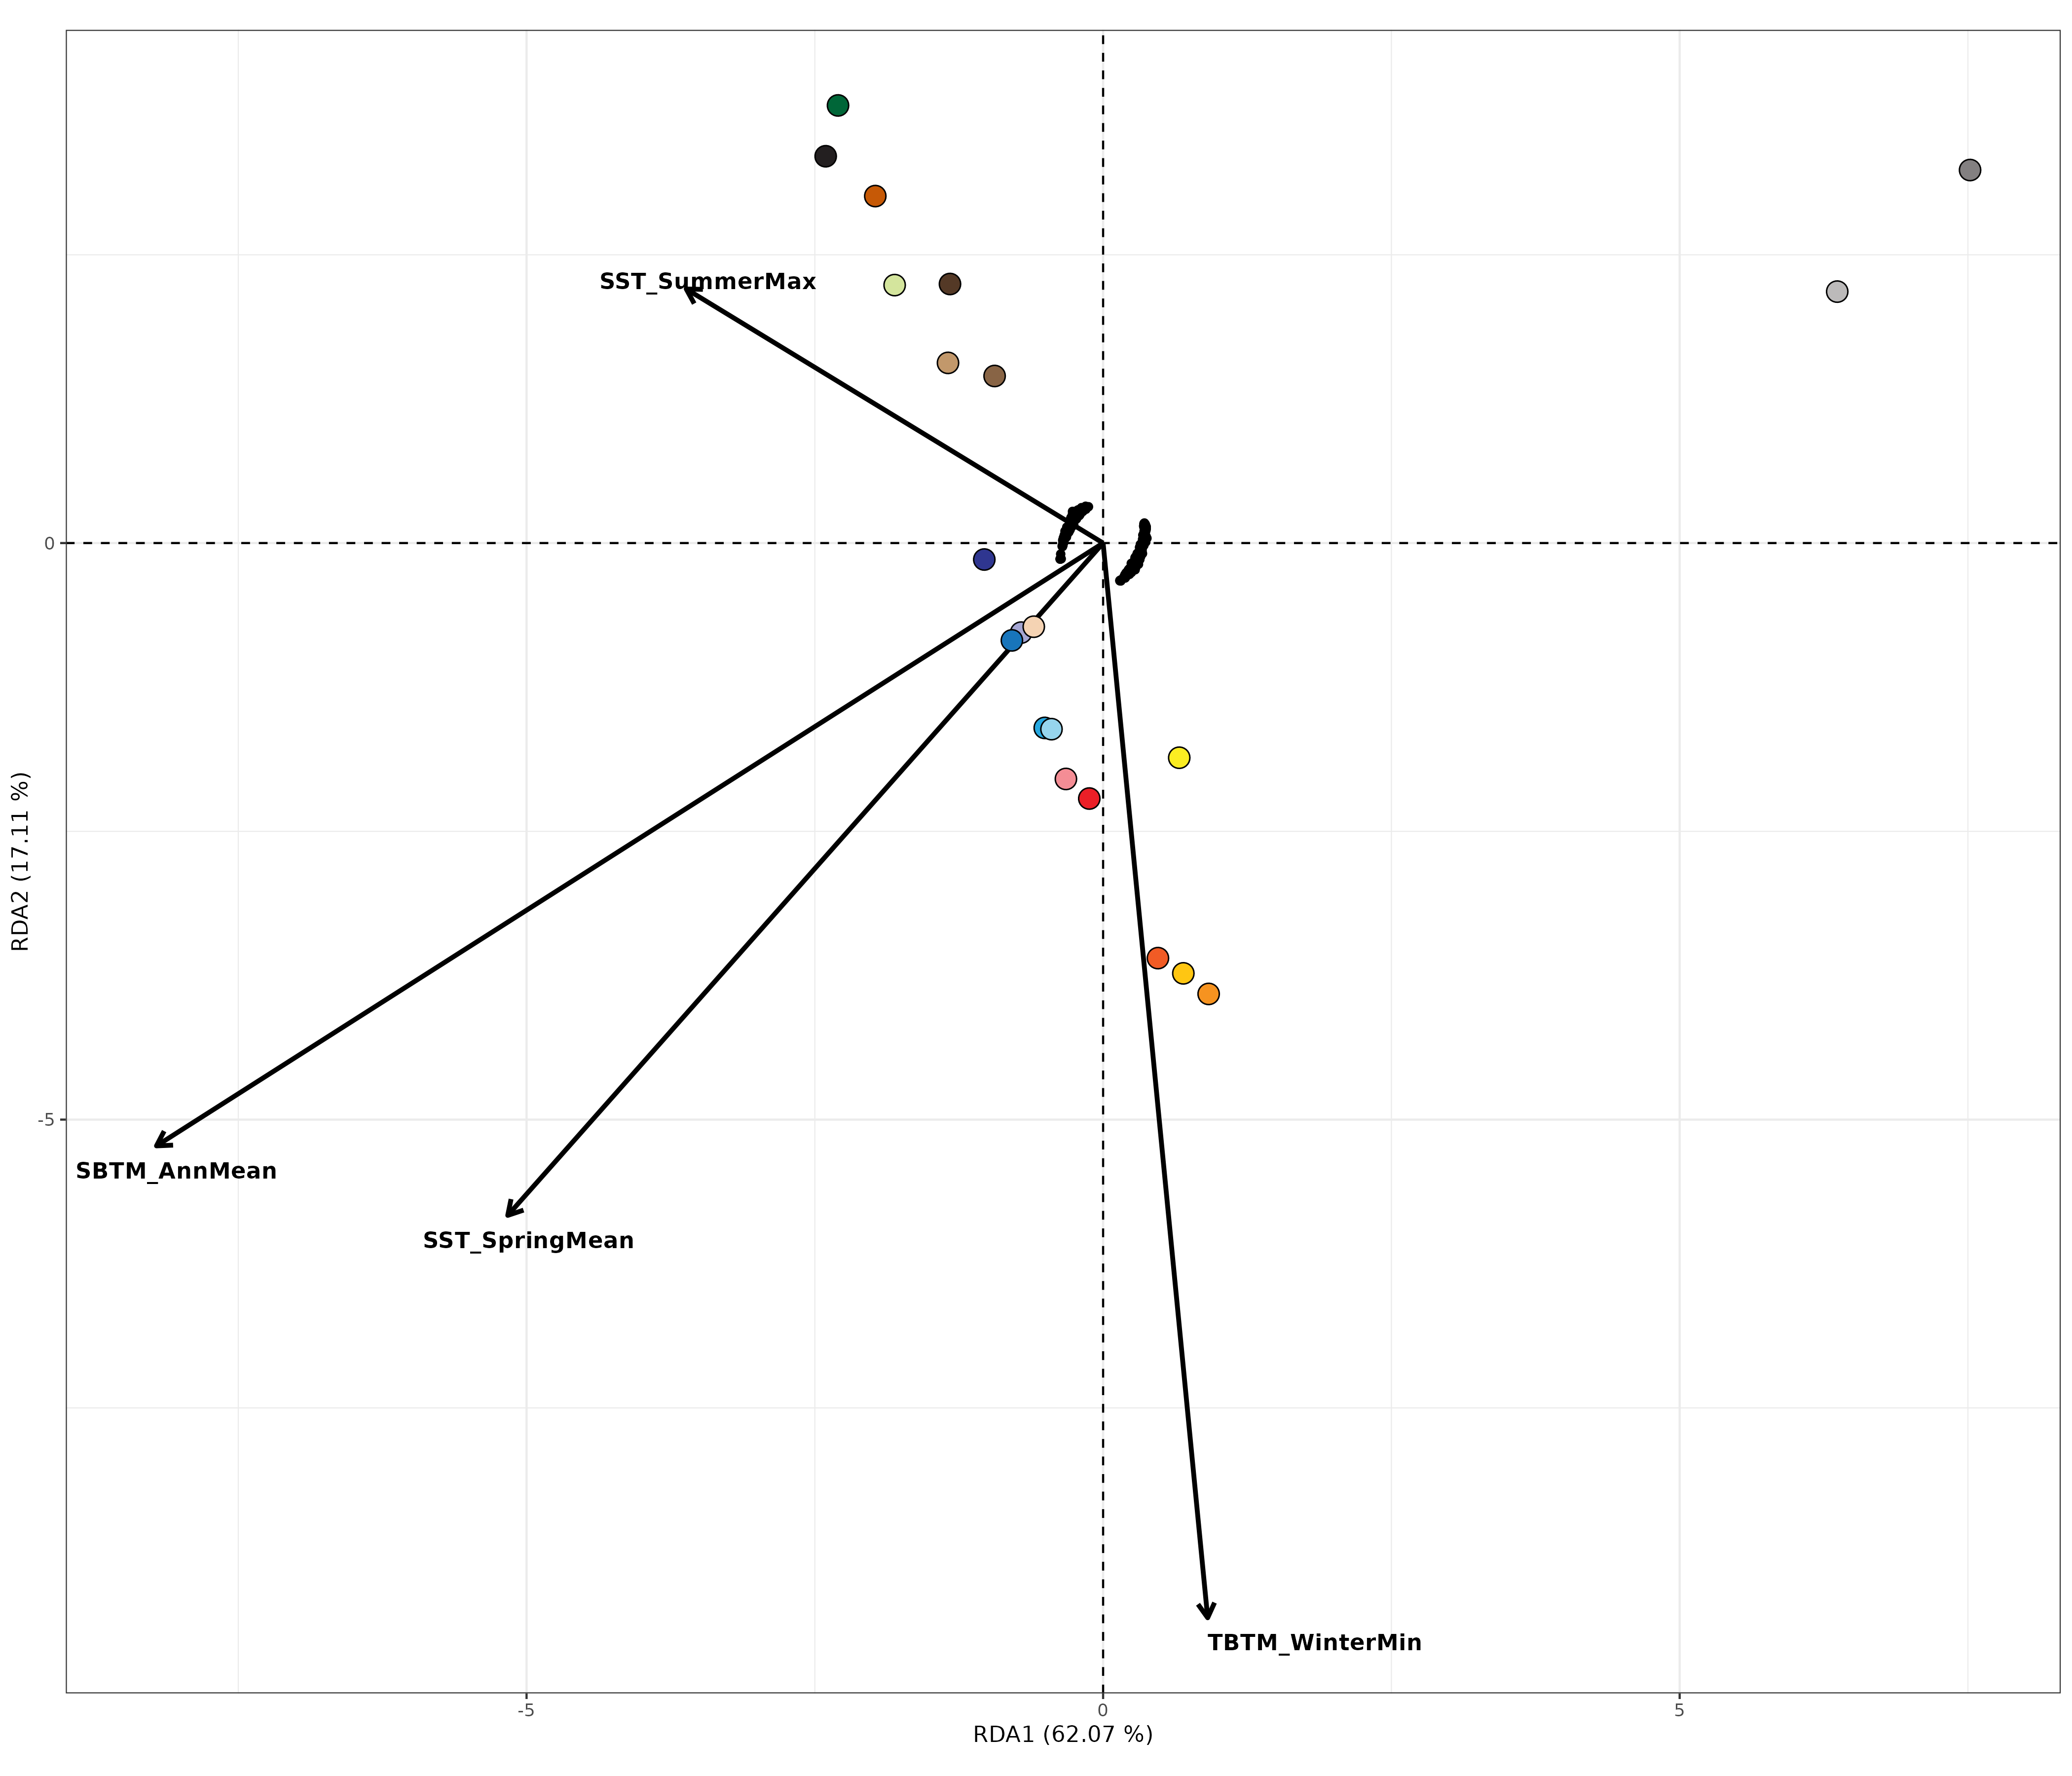 SST_SummerMax
0
-5
SBTM_AnnMean
SST_SpringMean
TBTM_WinterMin
RDA2 (17.11 %)
-5
0
5
RDA1 (62.07 %)